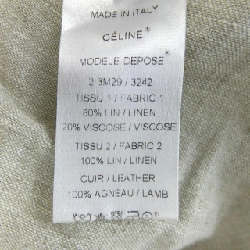 MADE IN ITALY
CÉLINE®
MODELE DEPOSE*
2 3M29 / 3242
TISSU 1 / FABRIC 1
80% LIN / LINEN
20% VISCOSE / VISCOSE
TISSU 2 / FABRIC 2
100% LIN / LINEN
CUIR / LEATHER
100% AGNEAU / LAMB